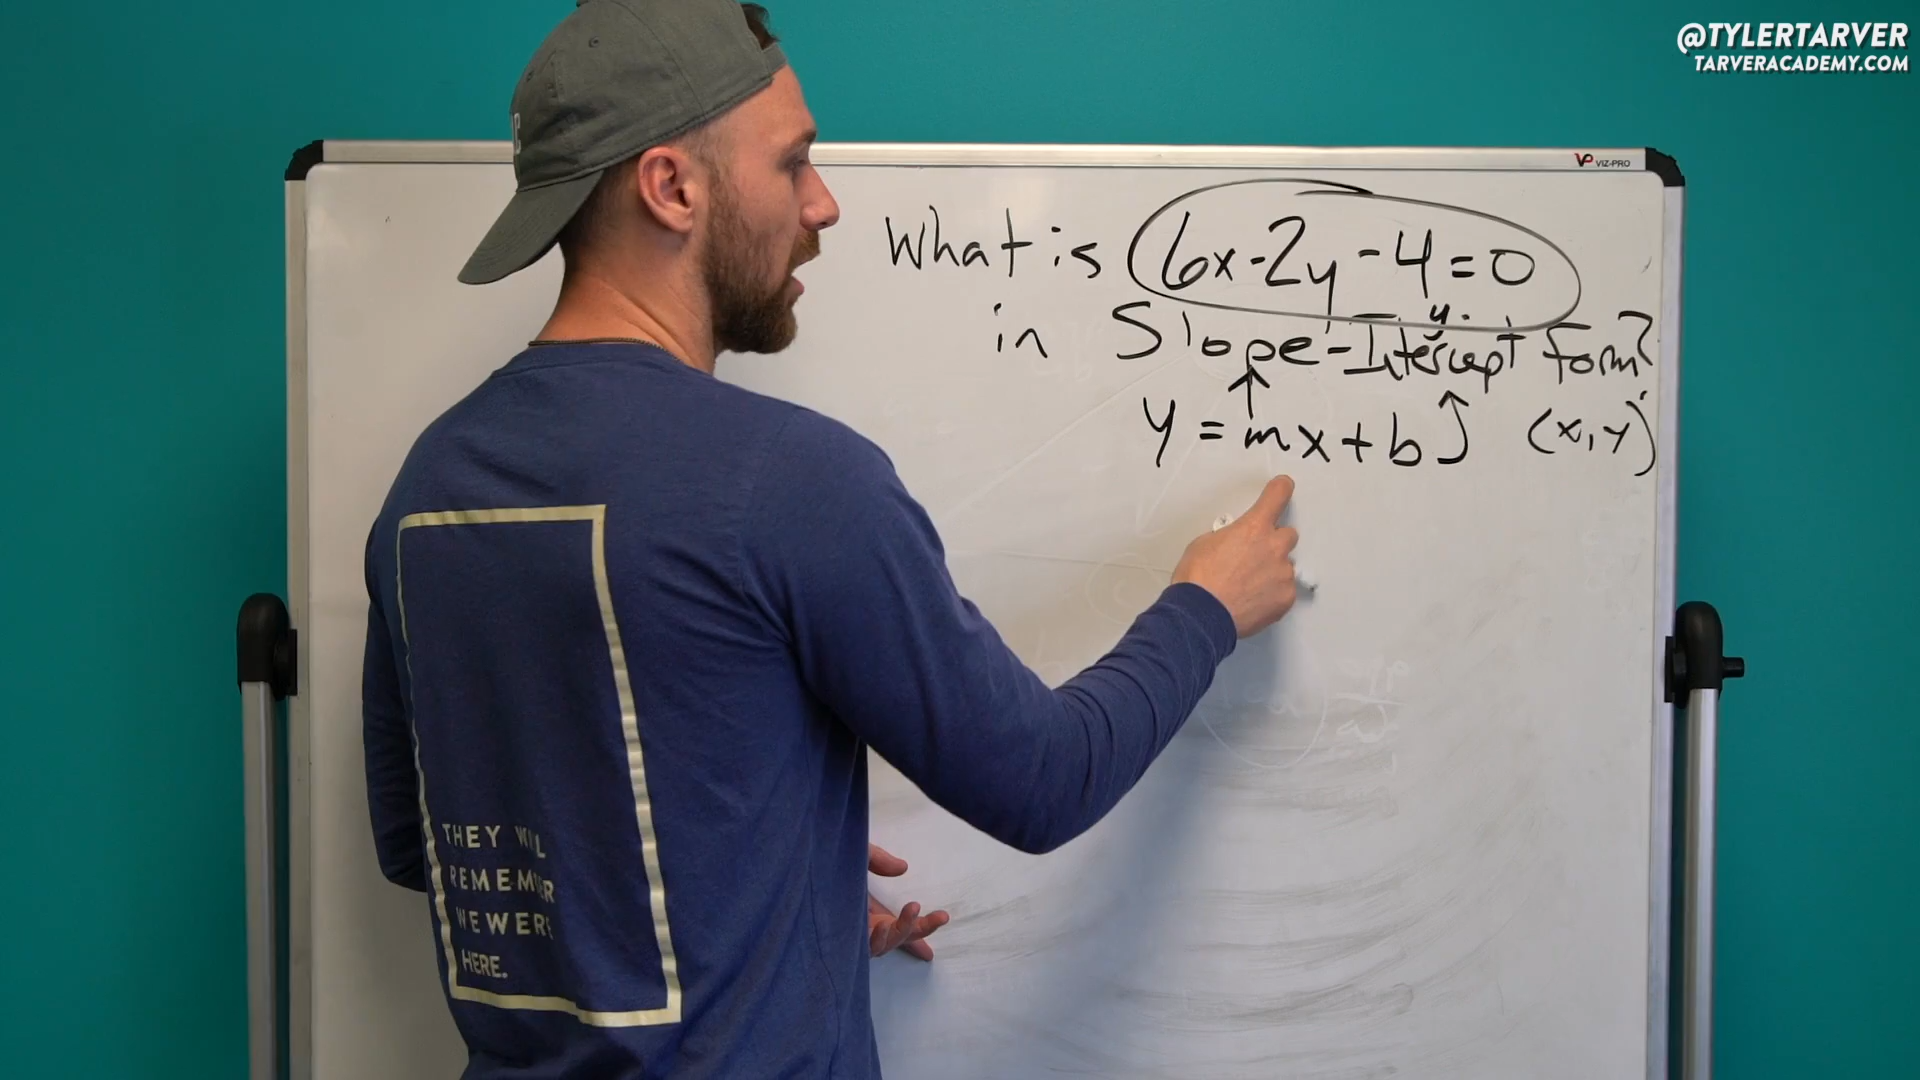 @TYLERTARVER
TARVERACADEMY.COM
VP VIZ-PRO
What is 6x-2y-4=0
y.
in Slope-Intercept Form?
y = mx+b (x,y)
THEY WILL
REMEMBER
WE WERE
HERE.